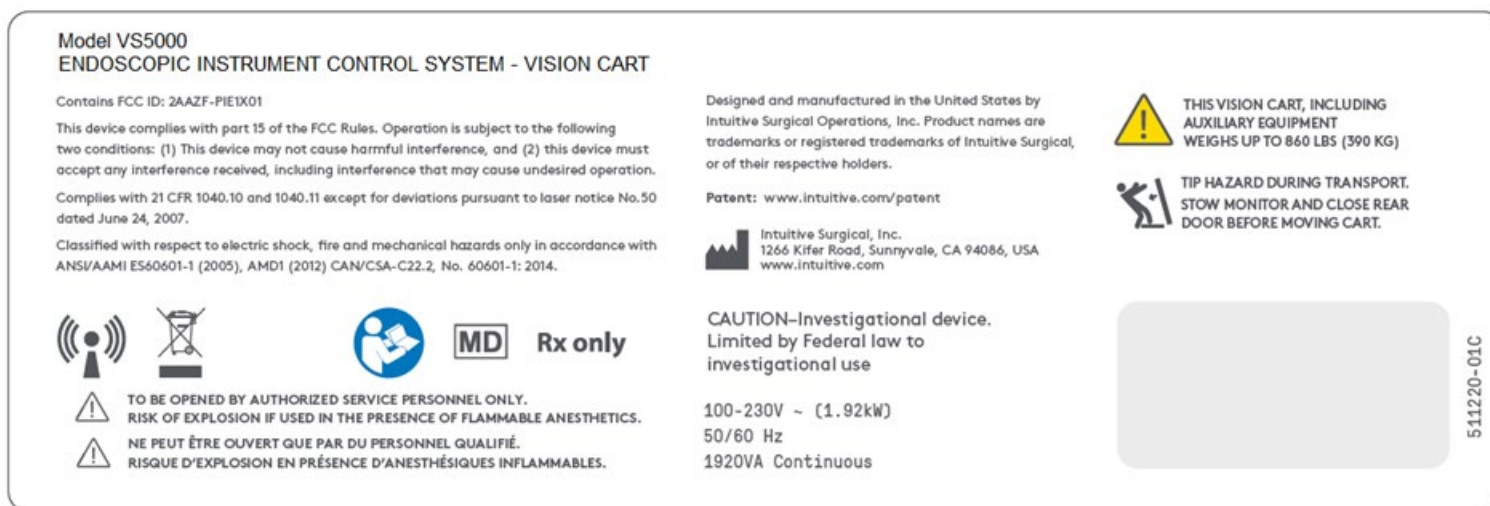 Model VS5000
ENDOSCOPIC INSTRUMENT CONTROL SYSTEM - VISION CART
Contains FCC ID: 2AAZF-PIE1X01
This device complies with part 15 of the FCC Rules. Operation is subject to the following
two conditions: (1) This device may not cause harmful interference, and (2) this device must
accept any interference received, including interference that may cause undesired operation.
Complies with 21 CFR 1040.10 and 1040.11 except for deviations pursuant to laser notice No.50
dated June 24, 2007.
Classified with respect to electric shock, fire and mechanical hazards only in accordance with
ANSI/AAMI ES60601-1 (2005), AMD1 (2012) CAN/CSA-C22.2, No. 60601-1: 2014.
MD
Rx only
TO BE OPENED BY AUTHORIZED SERVICE PERSONNEL ONLY.
RISK OF EXPLOSION IF USED IN THE PRESENCE OF FLAMMABLE ANESTHETICS.
NE PEUT ÊTRE OUVERT QUE PAR DU PERSONNEL QUALIFIÉ.
RISQUE D'EXPLOSION EN PRÉSENCE D'ANESTHÉSIQUES INFLAMMABLES.
Designed and manufactured in the United States by
Intuitive Surgical Operations, Inc. Product names are
trademarks or registered trademarks of Intuitive Surgical,
or of their respective holders.
Patent: www.intuitive.com/patent
Intuitive Surgical, Inc.
1266 Kifer Road, Sunnyvale, CA 94086, USA
www.intuitive.com
CAUTION–Investigational device.
Limited by Federal law to
investigational use
100-230V ~ (1.92kW)
50/60 Hz
1920VA Continuous
THIS VISION CART, INCLUDING
AUXILIARY EQUIPMENT
WEIGHS UP TO 860 LBS (390 KG)
TIP HAZARD DURING TRANSPORT.
STOW MONITOR AND CLOSE REAR
DOOR BEFORE MOVING CART.
511220-01C